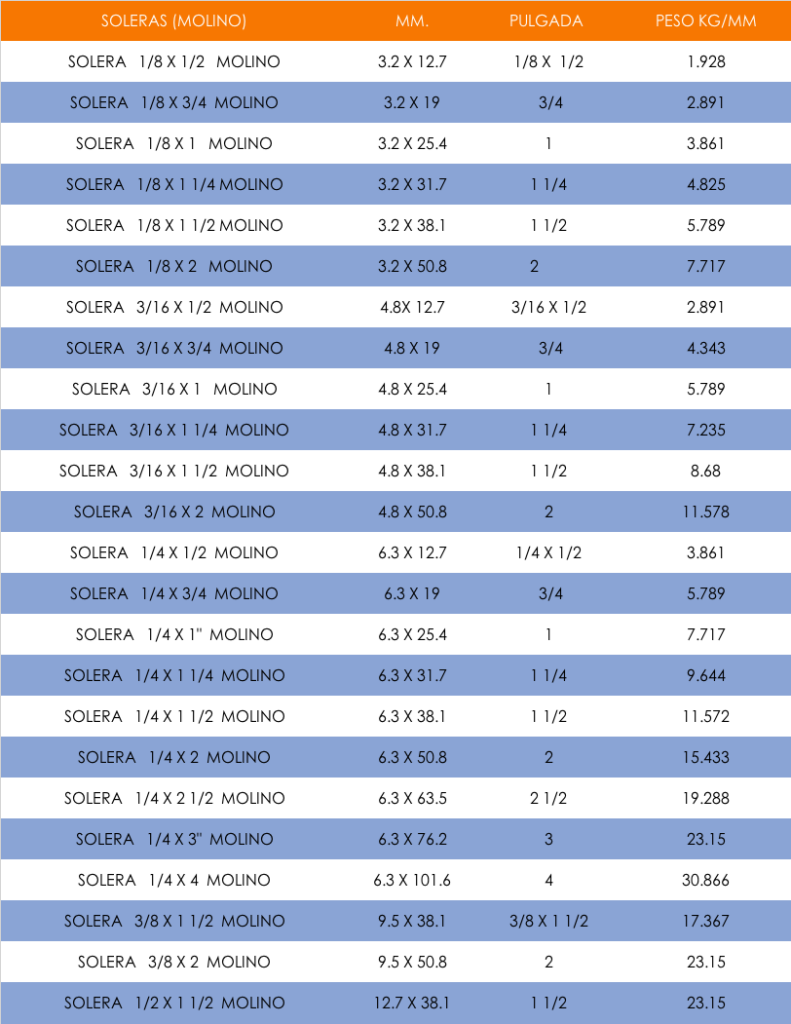 SOLERAS (MOLINO) MM. PULGADA PESO KG/MM
SOLERA 1/8 X 1/2 MOLINO 3.2 X 12.7 1/8 X 1/2 1.928
SOLERA 1/8 X 3/4 MOLINO 3.2 X 19 3/4 2.891
SOLERA 1/8 X 1 MOLINO 3.2 X 25.4 1 3.861
SOLERA 1/8 X 1 1/4 MOLINO 3.2 X 31.7 1 1/4 4.825
SOLERA 1/8 X 1 1/2 MOLINO 3.2 X 38.1 1 1/2 5.789
SOLERA 1/8 X 2 MOLINO 3.2 X 50.8 2 7.717
SOLERA 3/16 X 1/2 MOLINO 4.8X 12.7 3/16 X 1/2 2.891
SOLERA 3/16 X 3/4 MOLINO 4.8 X 19 3/4 4.343
SOLERA 3/16 X 1 MOLINO 4.8 X 25.4 1 5.789
SOLERA 3/16 X 1 1/4 MOLINO 4.8 X 31.7 1 1/4 7.235
SOLERA 3/16 X 1 1/2 MOLINO 4.8 X 38.1 1 1/2 8.68
SOLERA 3/16 X 2 MOLINO 4.8 X 50.8 2 11.578
SOLERA 1/4 X 1/2 MOLINO 6.3 X 12.7 1/4 X 1/2 3.861
SOLERA 1/4 X 3/4 MOLINO 6.3 X 19 3/4 5.789
SOLERA 1/4 X 1" MOLINO 6.3 X 25.4 1 7.717
SOLERA 1/4 X 1 1/4 MOLINO 6.3 X 31.7 1 1/4 9.644
SOLERA 1/4 X 1 1/2 MOLINO 6.3 X 38.1 1 1/2 11.572
SOLERA 1/4 X 2 MOLINO 6.3 X 50.8 2 15.433
SOLERA 1/4 X 2 1/2 MOLINO 6.3 X 63.5 2 1/2 19.288
SOLERA 1/4 X 3" MOLINO 6.3 X 76.2 3 23.15
SOLERA 1/4 X 4 MOLINO 6.3 X 101.6 4 30.866
SOLERA 3/8 X 1 1/2 MOLINO 9.5 X 38.1 3/8 X 1 1/2 17.367
SOLERA 3/8 X 2 MOLINO 9.5 X 50.8 2 23.15
SOLERA 1/2 X 1 1/2 MOLINO 12.7 X 38.1 1 1/2 23.15